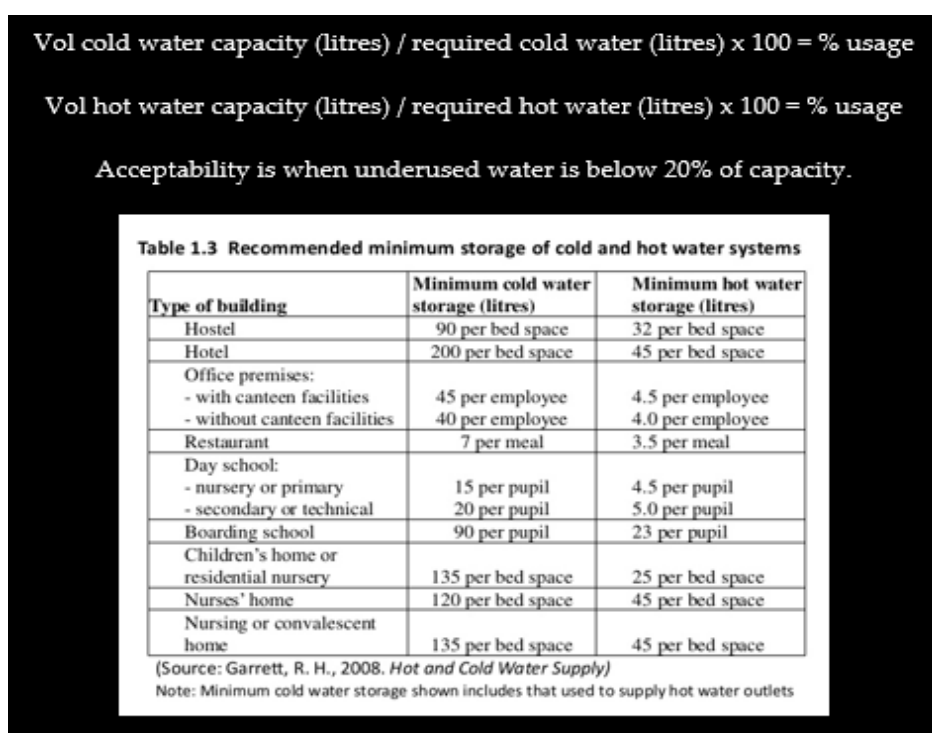 Vol cold water capacity (litres) / required cold water (litres) x 100 = % usage
Vol hot water capacity (litres) / required hot water (litres) x 100 = % usage
Acceptability is when underused water is below 20% of capacity.
Table 1.3 Recommended minimum storage of cold and hot water systems
Type of building Minimum cold water storage (litres) Minimum hot water storage (litres)
Hostel 90 per bed space 32 per bed space
Hotel 200 per bed space 45 per bed space
Office premises:
- with canteen facilities 45 per employee 4.5 per employee
- without canteen facilities 40 per employee 4.0 per employee
Restaurant 7 per meal 3.5 per meal
Day school:
- nursery or primary 15 per pupil 4.5 per pupil
- secondary or technical 20 per pupil 5.0 per pupil
Boarding school 90 per pupil 23 per pupil
Children's home or
residential nursery 135 per bed space 25 per bed space
Nurses' home 120 per bed space 45 per bed space
Nursing or convalescent
home 135 per bed space 45 per bed space
(Source: Garrett, R. H., 2008. Hot and Cold Water Supply)
Note: Minimum cold water storage shown includes that used to supply hot water outlets